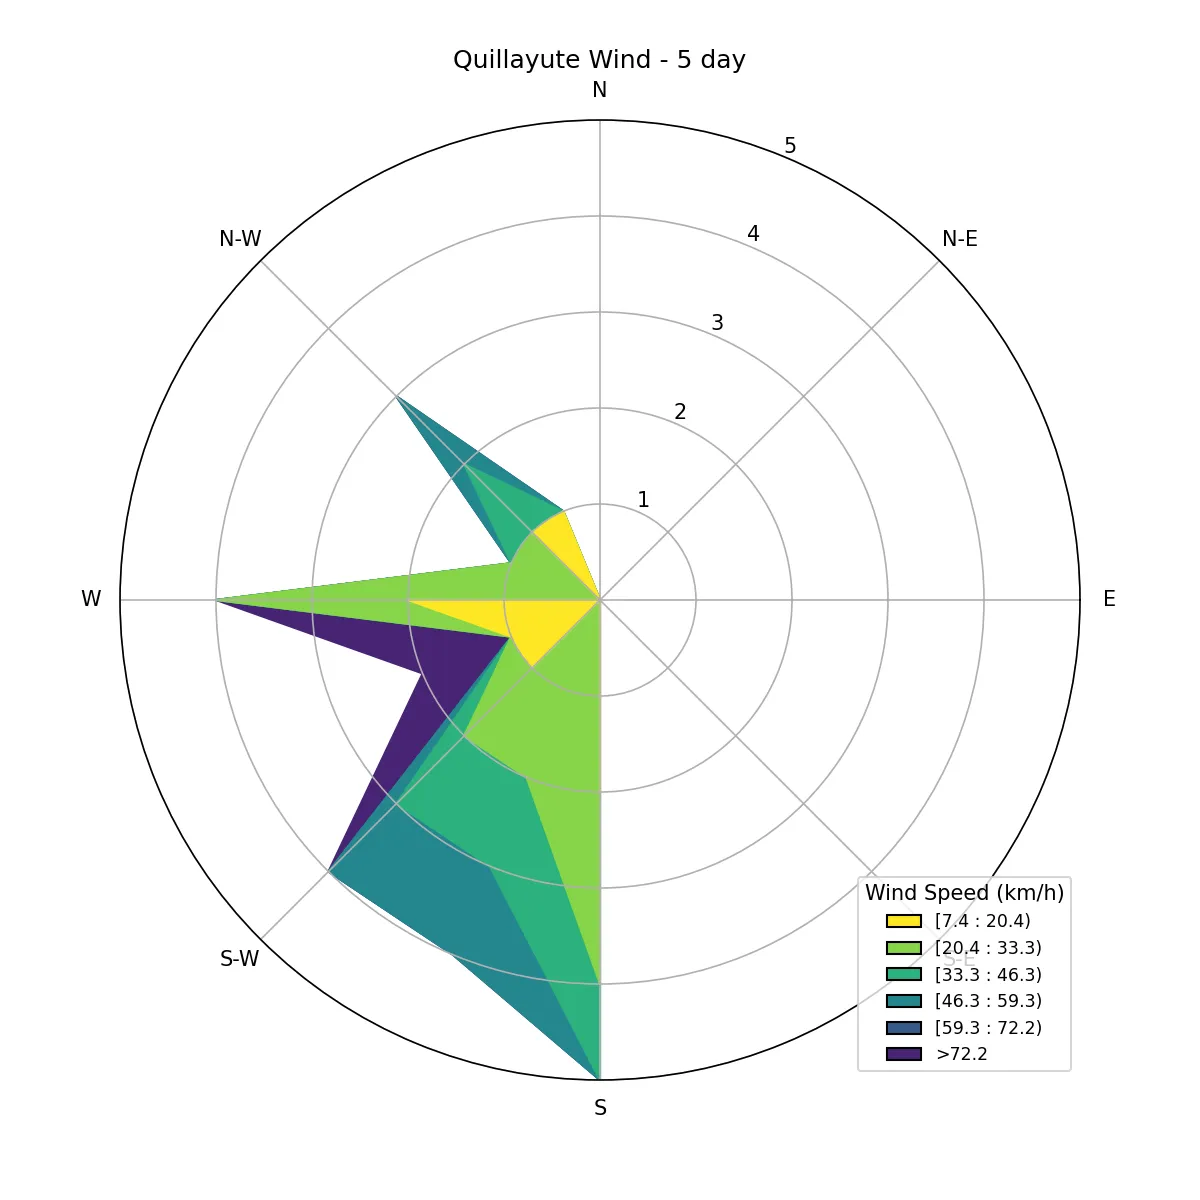 Quillayute Wind - 5 day
N
5
N-W
4
N-E
3
2
1
W
E
Wind Speed (km/h)
[7.4 : 20.4)
[20.4 : 33.3)
S-W
S-E
[33.3 : 46.3)
[46.3 : 59.3)
[59.3 : 72.2)
>72.2
S